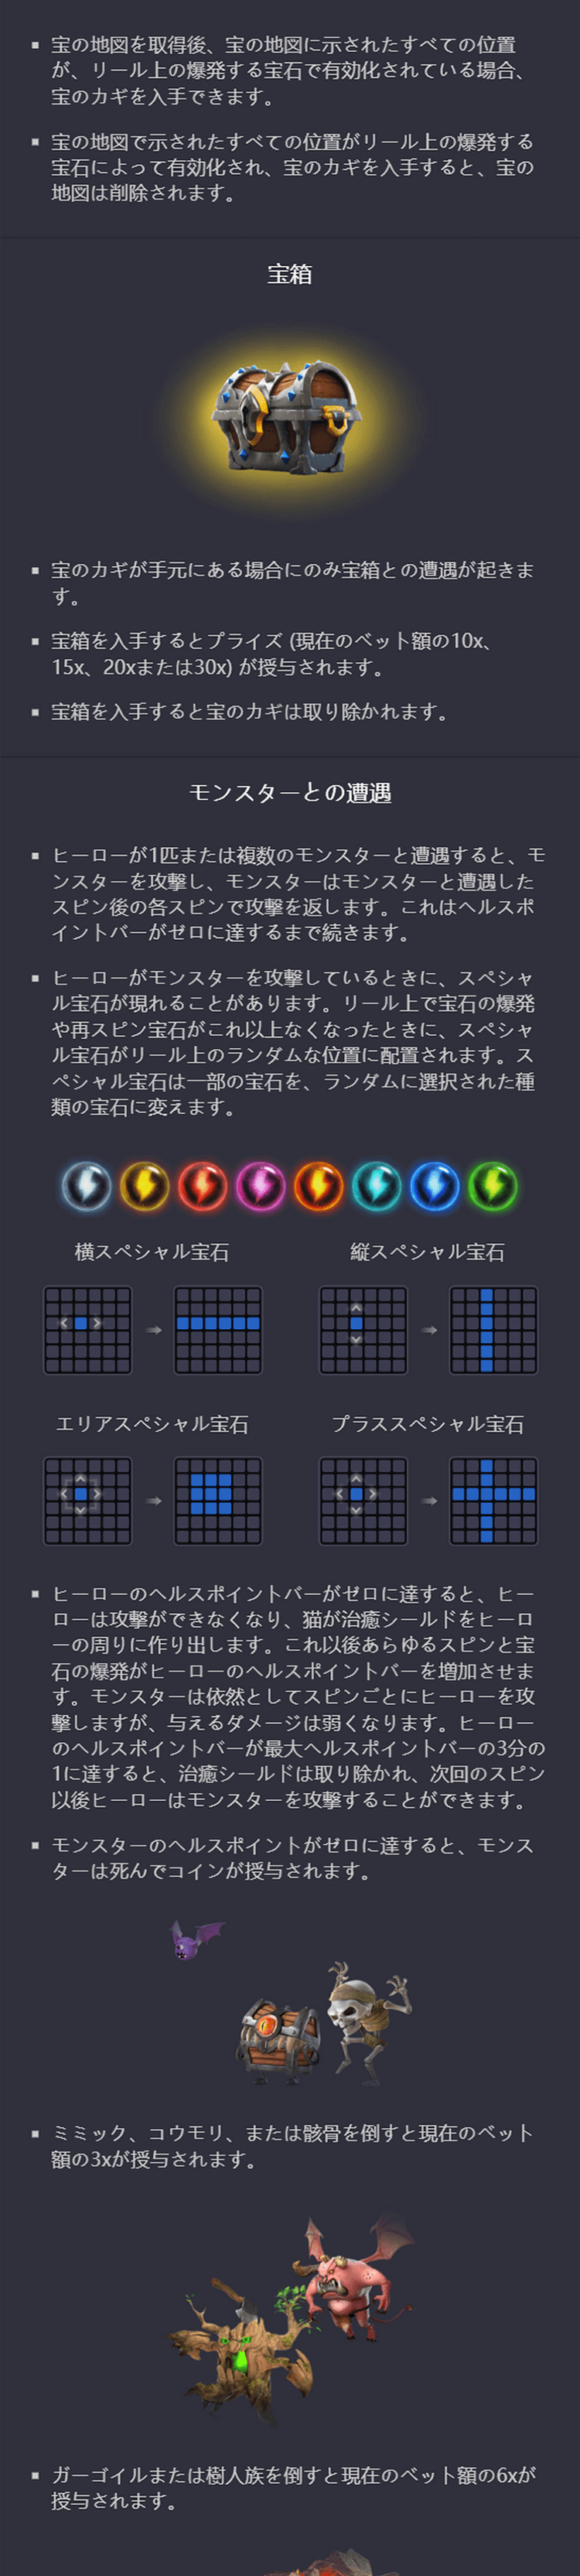 宝の地図を取得後、宝の地図に示されたすべての位置
が、リール上の爆発する宝石で有効化されている場合、
宝のカギを入手できます。
宝の地図で示されたすべての位置がリール上の爆発する
宝石によって有効化され、宝のカギを入手すると、宝の
地図は削除されます。
宝箱
宝のカギが手元にある場合にのみ宝箱との遭遇が起きま
す。
宝箱を入手するとプライズ (現在のベット額の10x、
15x、20xまたは30x) が授与されます。
宝箱を入手すると宝のカギは取り除かれます。
モンスターとの遭遇
ヒーローが1匹または複数のモンスターと遭遇すると、モ
ンスターを攻撃し、モンスターはモンスターと遭遇した
スピン後の各スピンで攻撃を返します。これはヘルスポ
イントバーがゼロに達するまで続きます。
ヒーローがモンスターを攻撃しているときに、スペシャ
ル宝石が現れることがあります。リール上で宝石の爆発
や再スピン宝石がこれ以上なくなったときに、スペシャ
ル宝石がリール上のランダムな位置に配置されます。ス
ペシャル宝石は一部の宝石を、ランダムに選択された種
類の宝石に変えます。
横スペシャル宝石
縦スペシャル宝石
エリアスペシャル宝石
プラススペシャル宝石
ヒーローのヘルスポイントバーがゼロに達すると、ヒー
ローは攻撃ができなくなり、猫が治癒シールドをヒーロ
ーの周りに作り出します。これ以後あらゆるスピンと宝
石の爆発がヒーローのヘルスポイントバーを増加させま
す。モンスターは依然としてスピンごとにヒーローを攻
撃しますが、与えるダメージは弱くなります。ヒーロー
のヘルスポイントバーが最大ヘルスポイントバーの3分の
1に達すると、治癒シールドは取り除かれ、次回のスピン
以後ヒーローはモンスターを攻撃することができます。
モンスターのヘルスポイントがゼロに達すると、モンス
ターは死んでコインが授与されます。
ミミック、コウモリ、または骸骨を倒すと現在のベット
額の3xが授与されます。
ガーゴイルまたは樹人族を倒すと現在のベット額の6xが
授与されます。